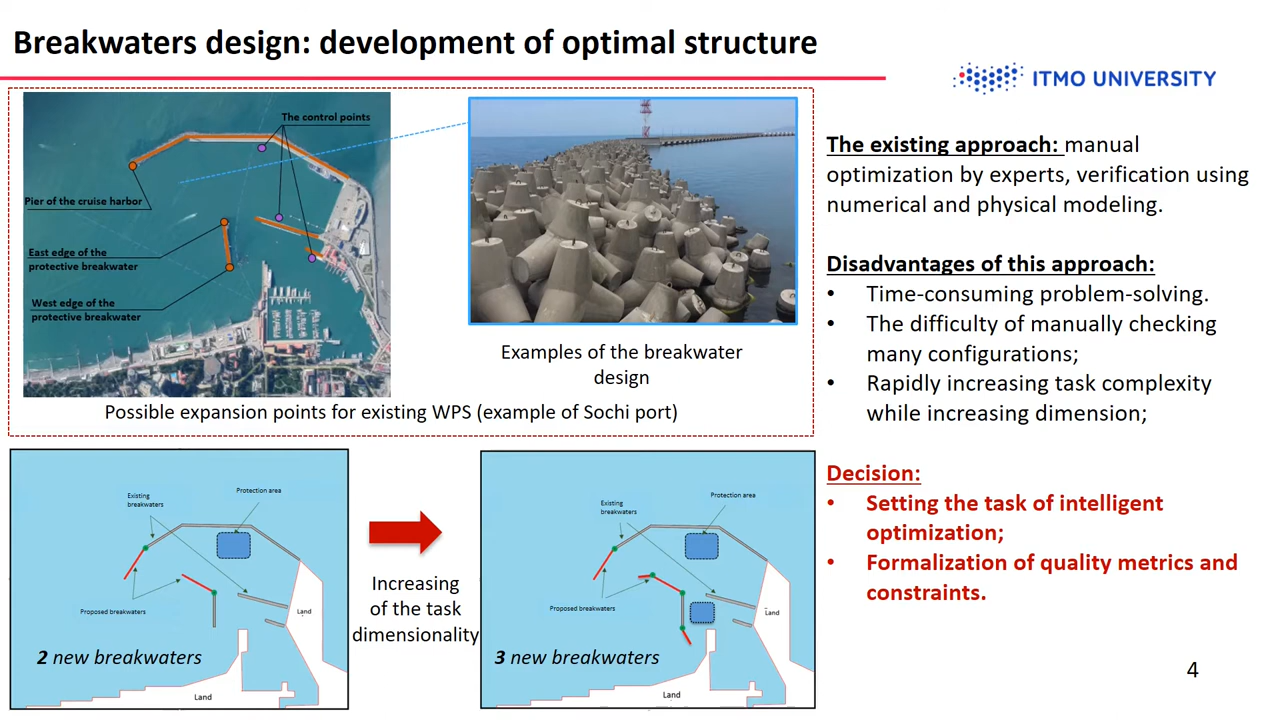 Breakwaters design: development of optimal structure
ITMO UNIVERSITY
The control points
Pier of the cruise harbor
East edge of the
protective breakwater
West edge of the
protective breakwater
Examples of the breakwater
design
Possible expansion points for existing WPS (example of Sochi port)
The existing approach: manual
optimization by experts, verification using
numerical and physical modeling.
Disadvantages of this approach:
• Time-consuming problem-solving.
• The difficulty of manually checking
many configurations;
• Rapidly increasing task complexity
while increasing dimension;
Decision:
• Setting the task of intelligent
optimization;
• Formalization of quality metrics and
constraints.
Existing
breakwaters
Protection area
Proposed breakwaters
Land
2 new breakwaters
Land
Increasing
of the task
dimensionality
Existing
breakwaters
Protection area
Proposed breakwaters
Land
3 new breakwaters
Land
4